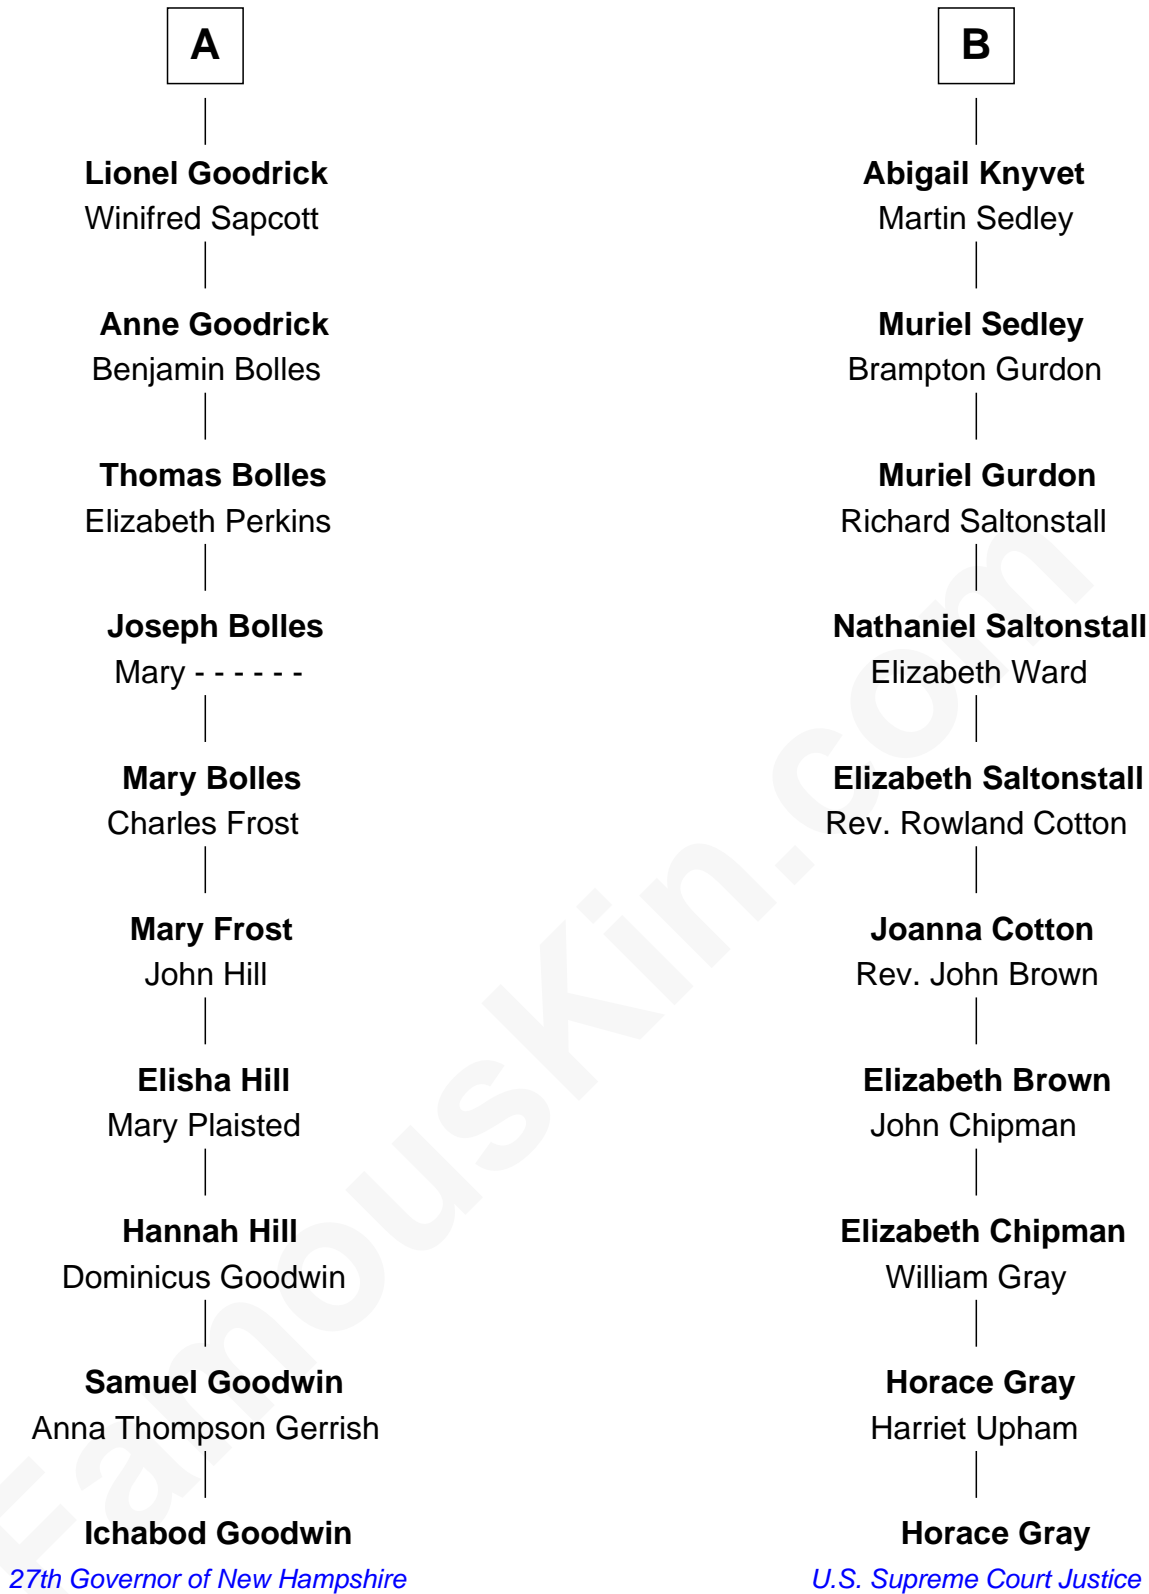 A
Lionel Goodrick
Winifred Sapcott
Anne Goodrick
Benjamin Bolles
Thomas Bolles
Elizabeth Perkins
Joseph Bolles
Mary - - - - - -
Mary Bolles
Charles Frost
Mary Frost
John Hill
Elisha Hill
Mary Plaisted
Hannah Hill
Dominicus Goodwin
Samuel Goodwin
Anna Thompson Gerrish
Ichabod Goodwin
27th Governor of New Hampshire
B
Abigail Knyvet
Martin Sedley
Muriel Sedley
Brampton Gurdon
Muriel Gurdon
Richard Saltonstall
Nathaniel Saltonstall
Elizabeth Ward
Elizabeth Saltonstall
Rev. Rowland Cotton
Joanna Cotton
Rev. John Brown
Elizabeth Brown
John Chipman
Elizabeth Chipman
William Gray
Horace Gray
Harriet Upham
Horace Gray
U.S. Supreme Court Justice
FamousKin.com